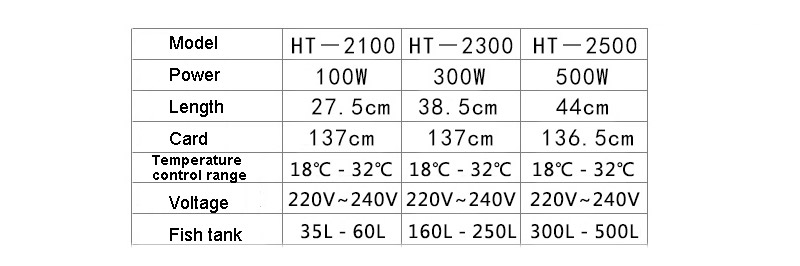 Model HT－2100 HT－2300 HT－2500
Power 100W 300W 500W
Length 27.5cm 38.5cm 44cm
Card 137cm 137cm 136.5cm
Temperature
control range 18℃ - 32℃ 18℃ - 32℃ 18℃ - 32℃
Voltage 220V~240V 220V~240V 220V~240V
Fish tank 35L - 60L 160L - 250L 300L - 500L